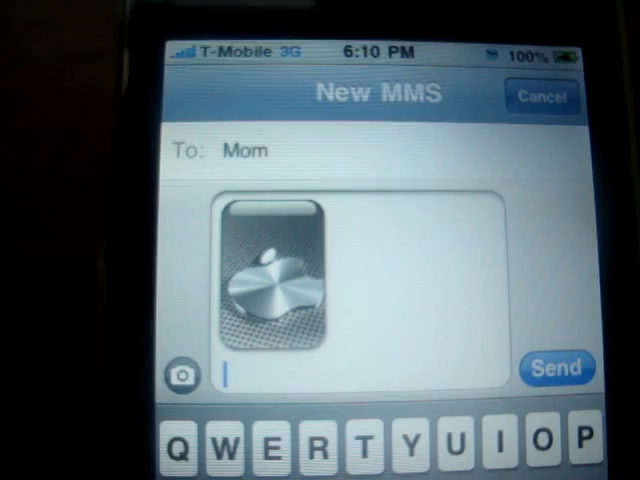 T-Mobile 3G 6:10 PM 100%
New MMS Cancel
To: Mom
Send
Q W E R T Y U I O P